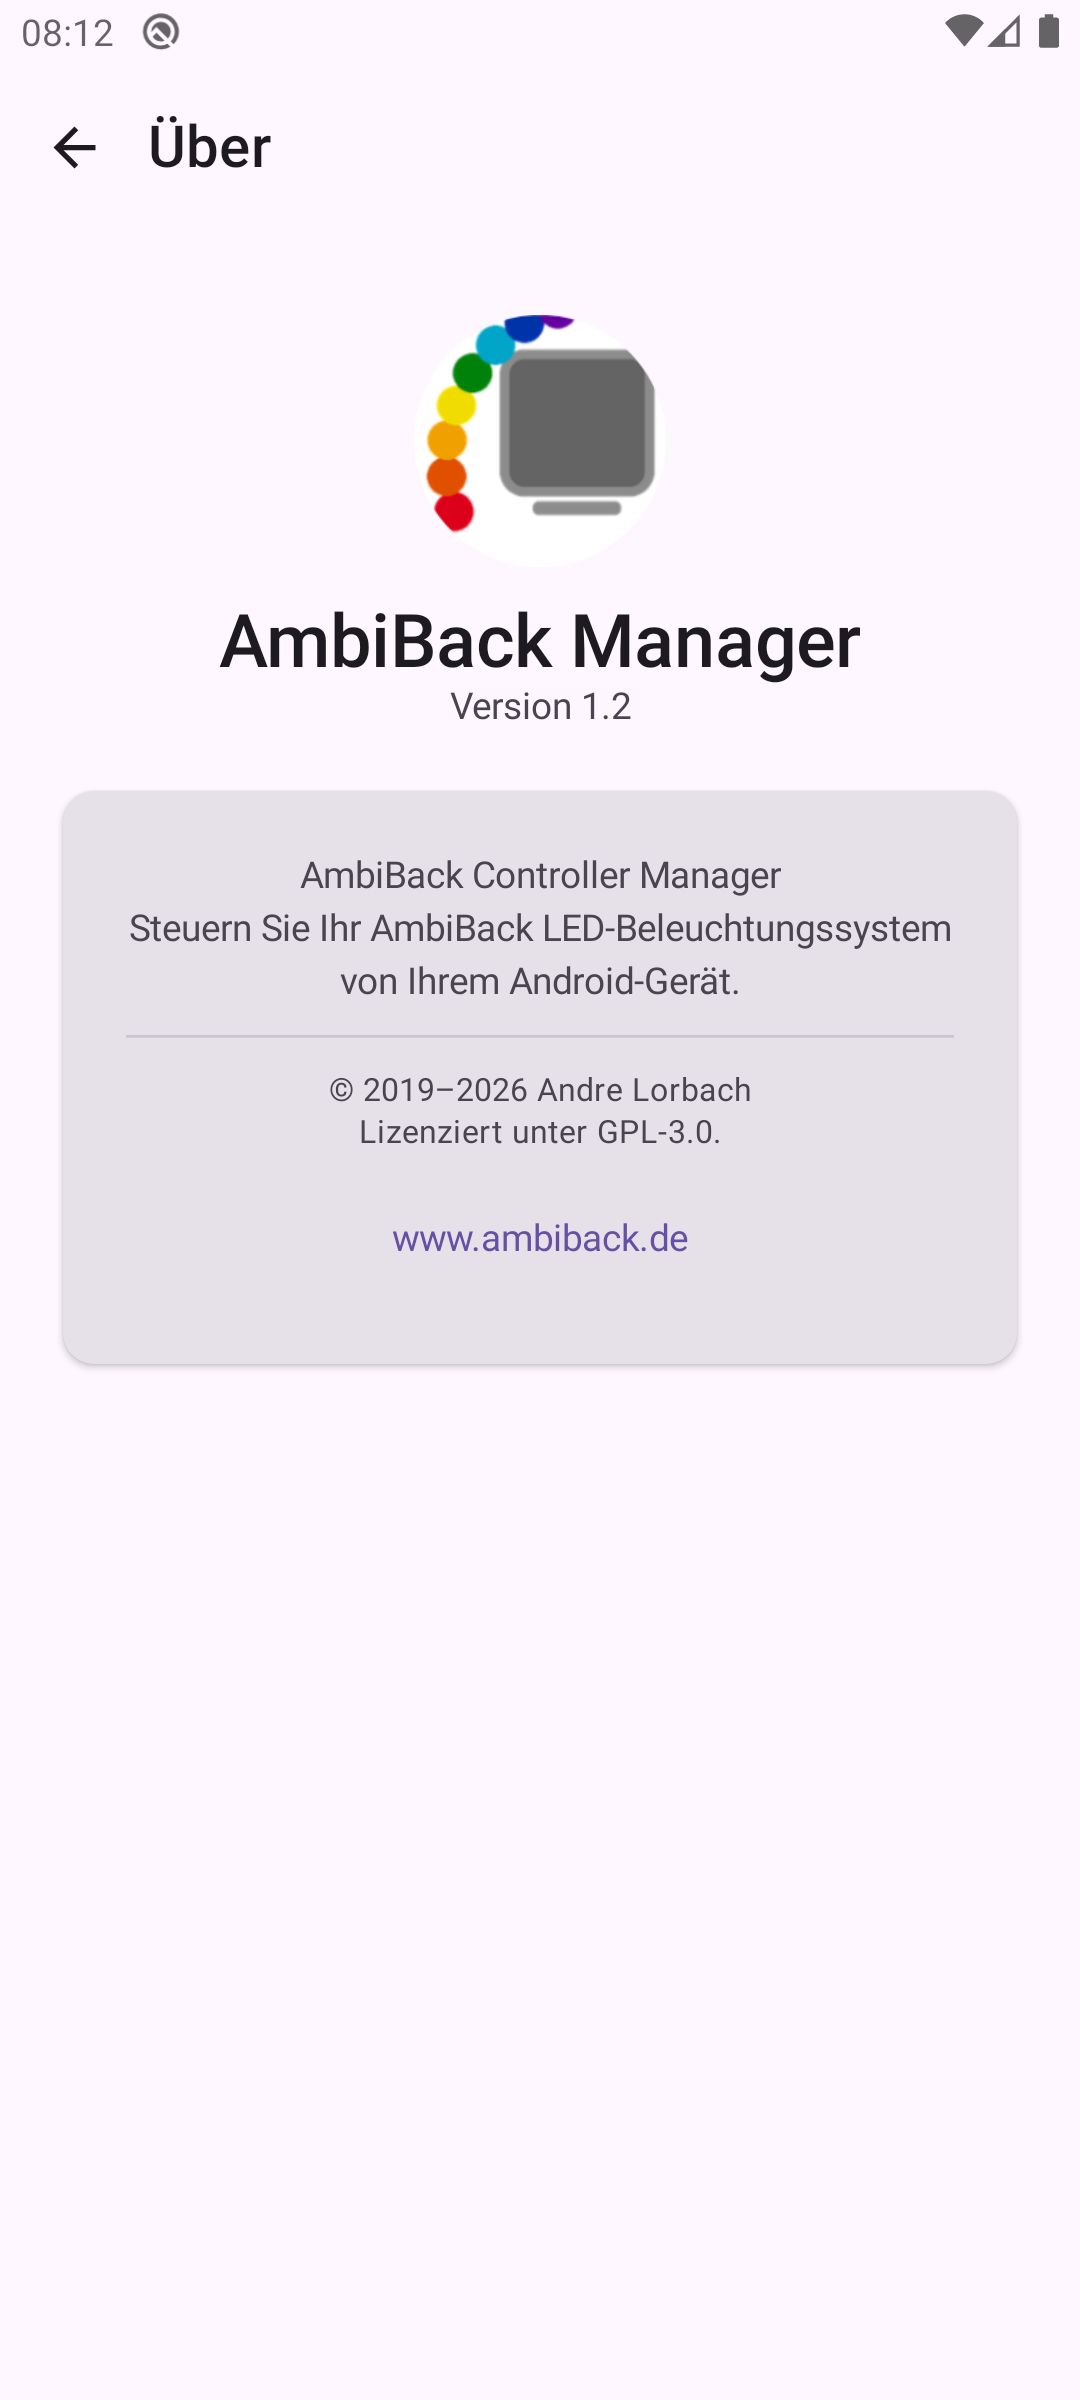 08:12
Über
AmbiBack Manager
Version 1.2
AmbiBack Controller Manager
Steuern Sie Ihr AmbiBack LED-Beleuchtungssystem
von Ihrem Android-Gerät.
© 2019–2026 Andre Lorbach
Lizenziert unter GPL-3.0.
www.ambiback.de